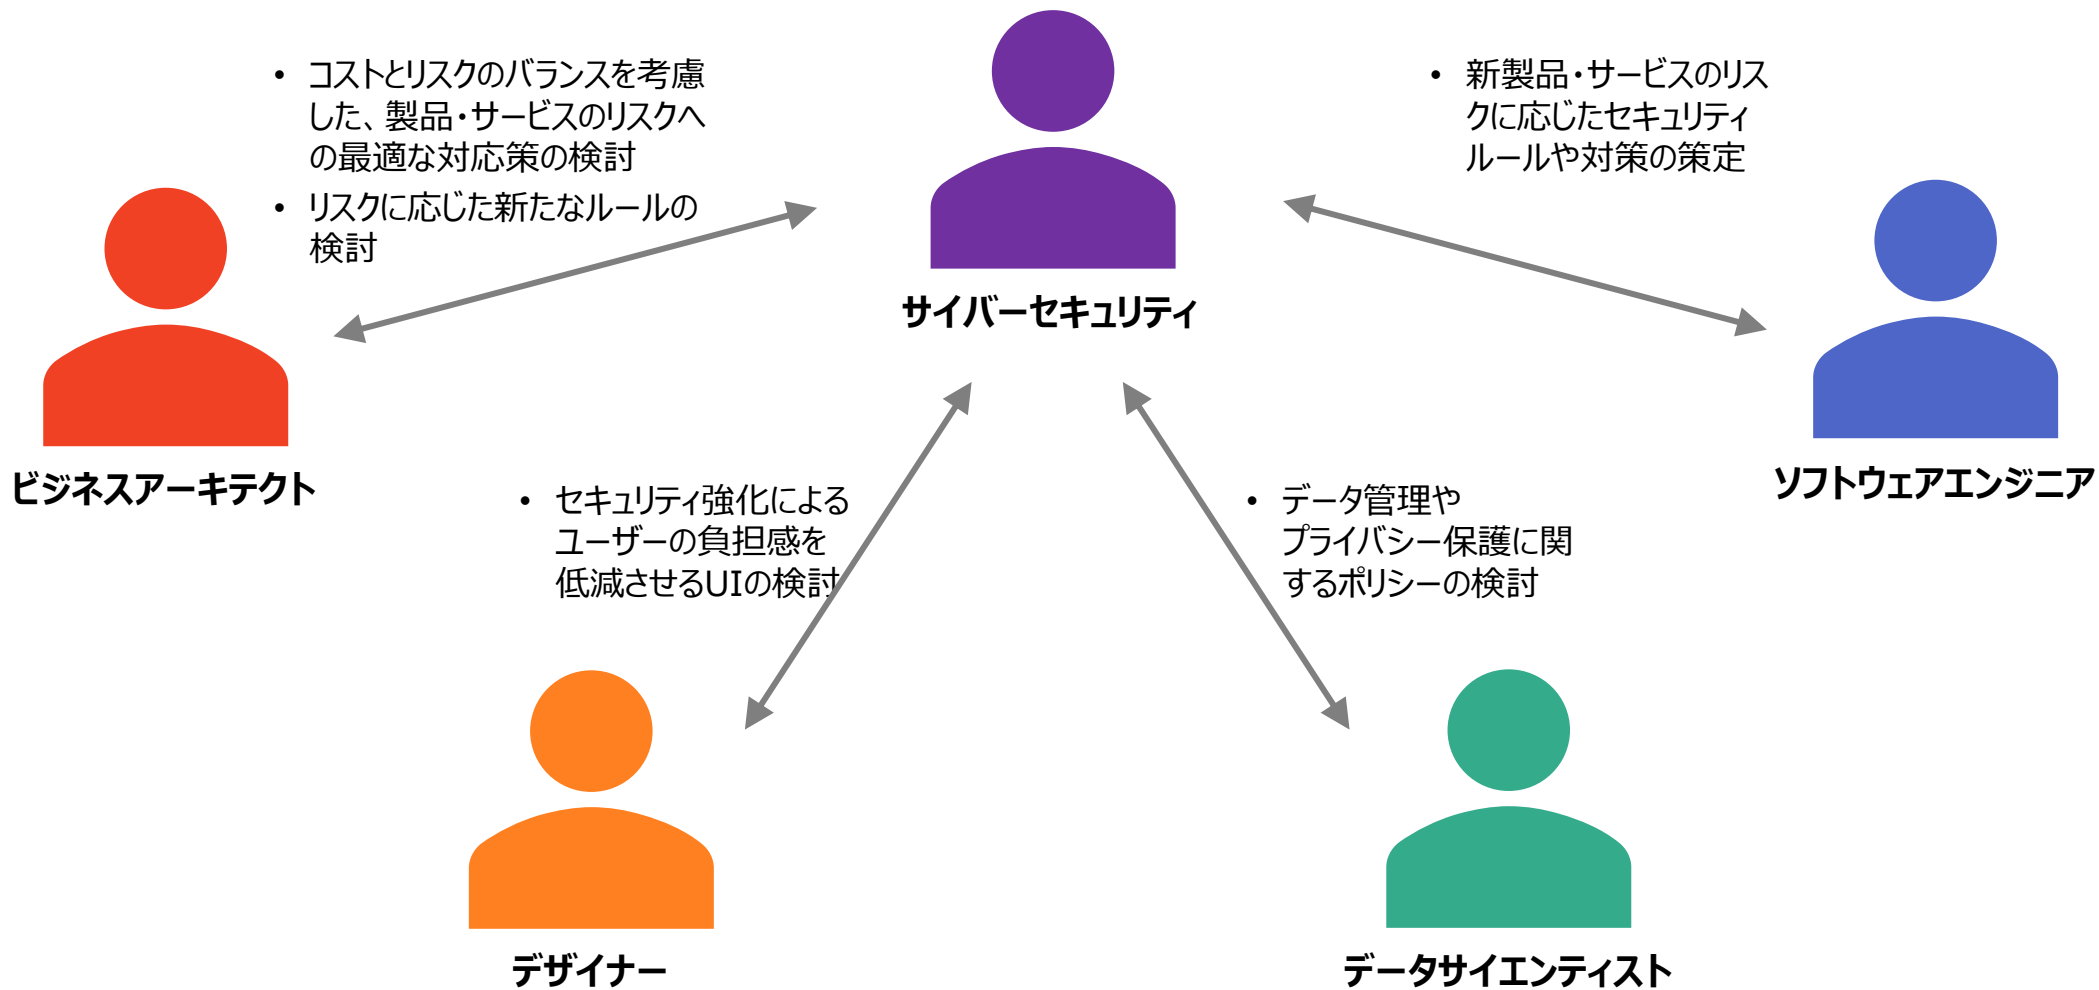 • コストとリスクのバランスを考慮
した、製品・サービスのリスクへ
の最適な対応策の検討
• リスクに応じた新たなルールの
検討
• 新製品・サービスのリス
クに応じたセキュリティ
ルールや対策の策定
サイバーセキュリティ
ビジネスアーキテクト
ソフトウェアエンジニア
• セキュリティ強化による
ユーザーの負担感を
低減させるUIの検討
• データ管理や
プライバシー保護に関
するポリシーの検討
デザイナー
データサイエンティスト